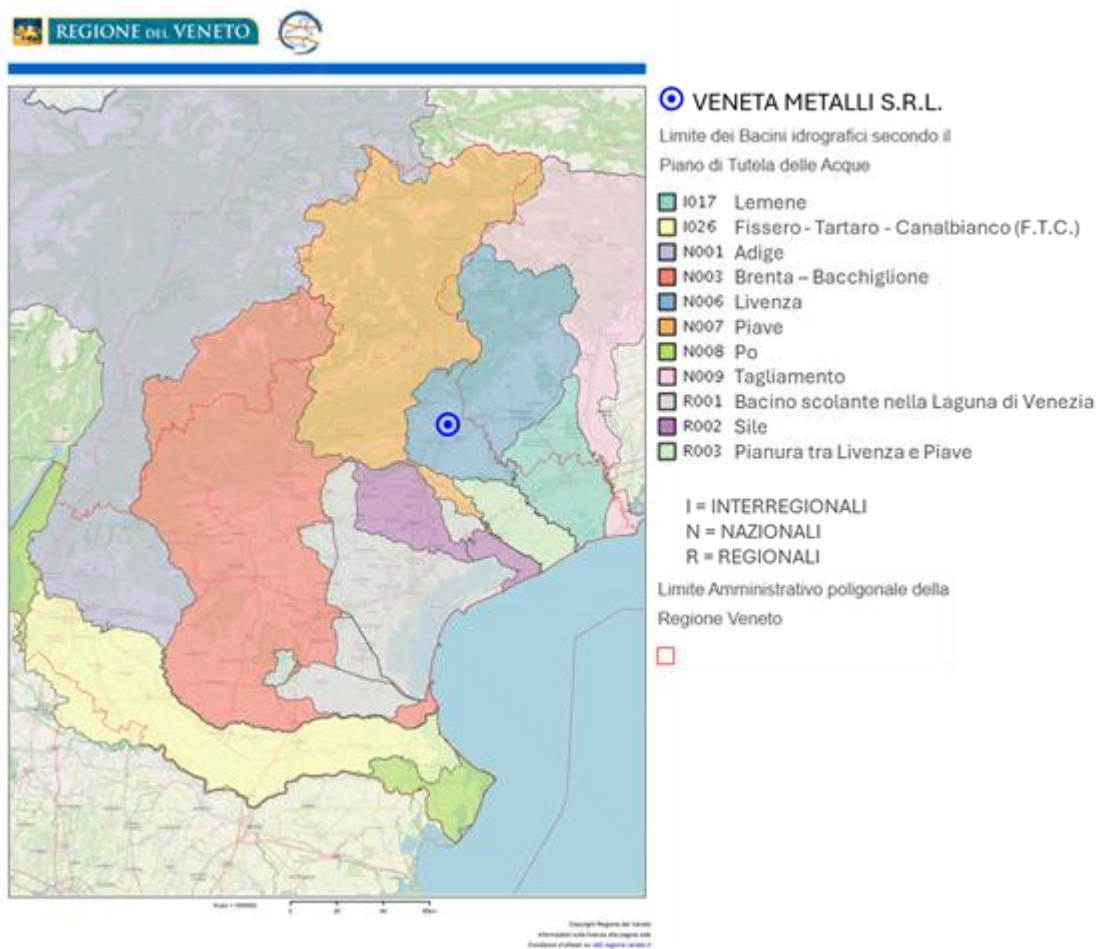 REGIONE DEL VENETO
VENETA METALLI S.R.L.
Limite dei Bacini idrografici secondo il
Piano di Tutela delle Acque
I017 Lemene
I026 Fissero - Tartaro - Canalbianco (F.T.C.)
N001 Adige
N003 Brenta – Bacchiglione
N006 Livenza
N007 Piave
N008 Po
N009 Tagliamento
R001 Bacino scolante nella Laguna di Venezia
R002 Sile
R003 Pianura tra Livenza e Piave
I = INTERREGIONALI
N = NAZIONALI
R = REGIONALI
Limite Amministrativo poligonale della
Regione Veneto
Copyright Regione del Veneto